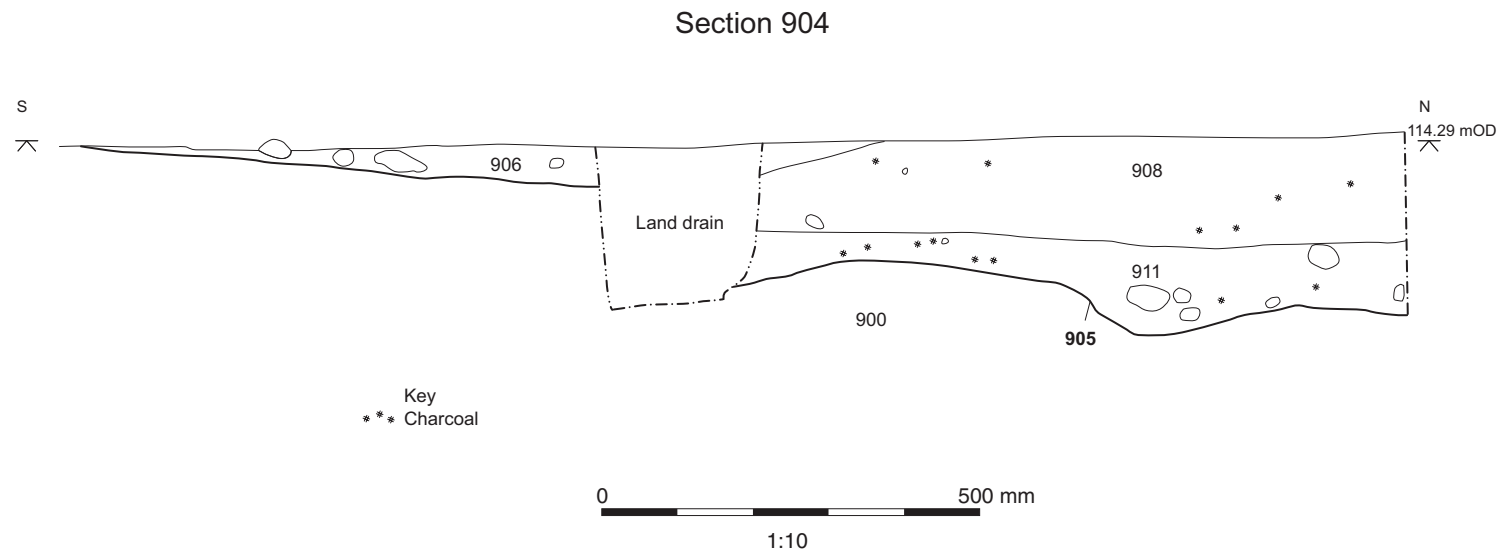 Section 904
S
N
114.29 mOD
906
908
Land drain
911
900
905
Key
Charcoal
0
500 mm
1:10